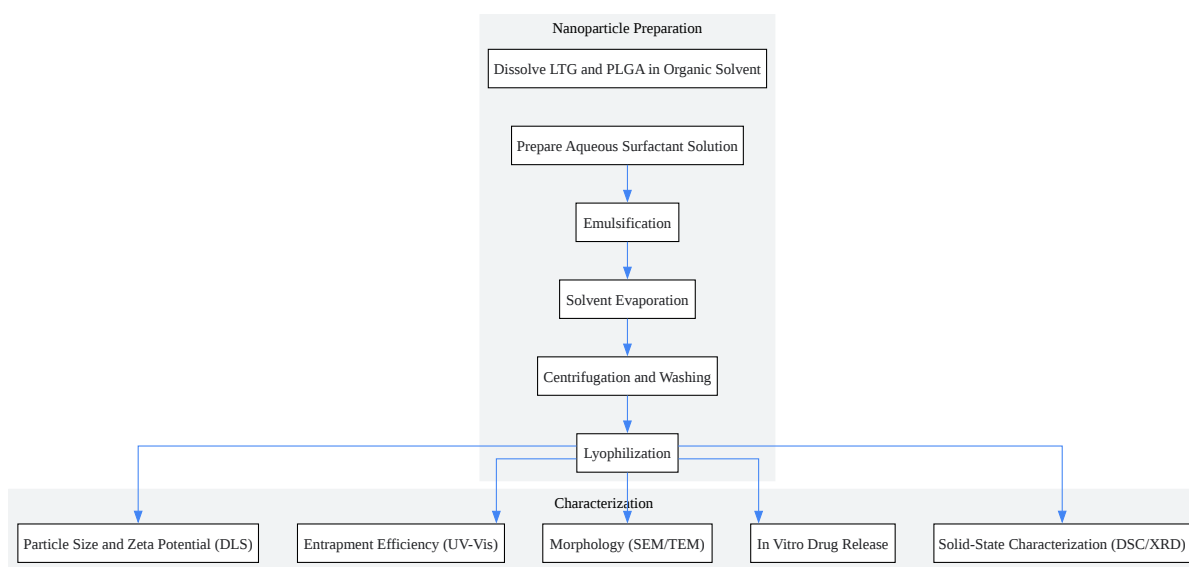 Nanoparticle Preparation
Dissolve LTG and PLGA in Organic Solvent
Prepare Aqueous Surfactant Solution
Emulsification
Solvent Evaporation
Centrifugation and Washing
Lyophilization
Characterization
Particle Size and Zeta Potential (DLS)
Entrapment Efficiency (UV-Vis)
Morphology (SEM/TEM)
In Vitro Drug Release
Solid-State Characterization (DSC/XRD)